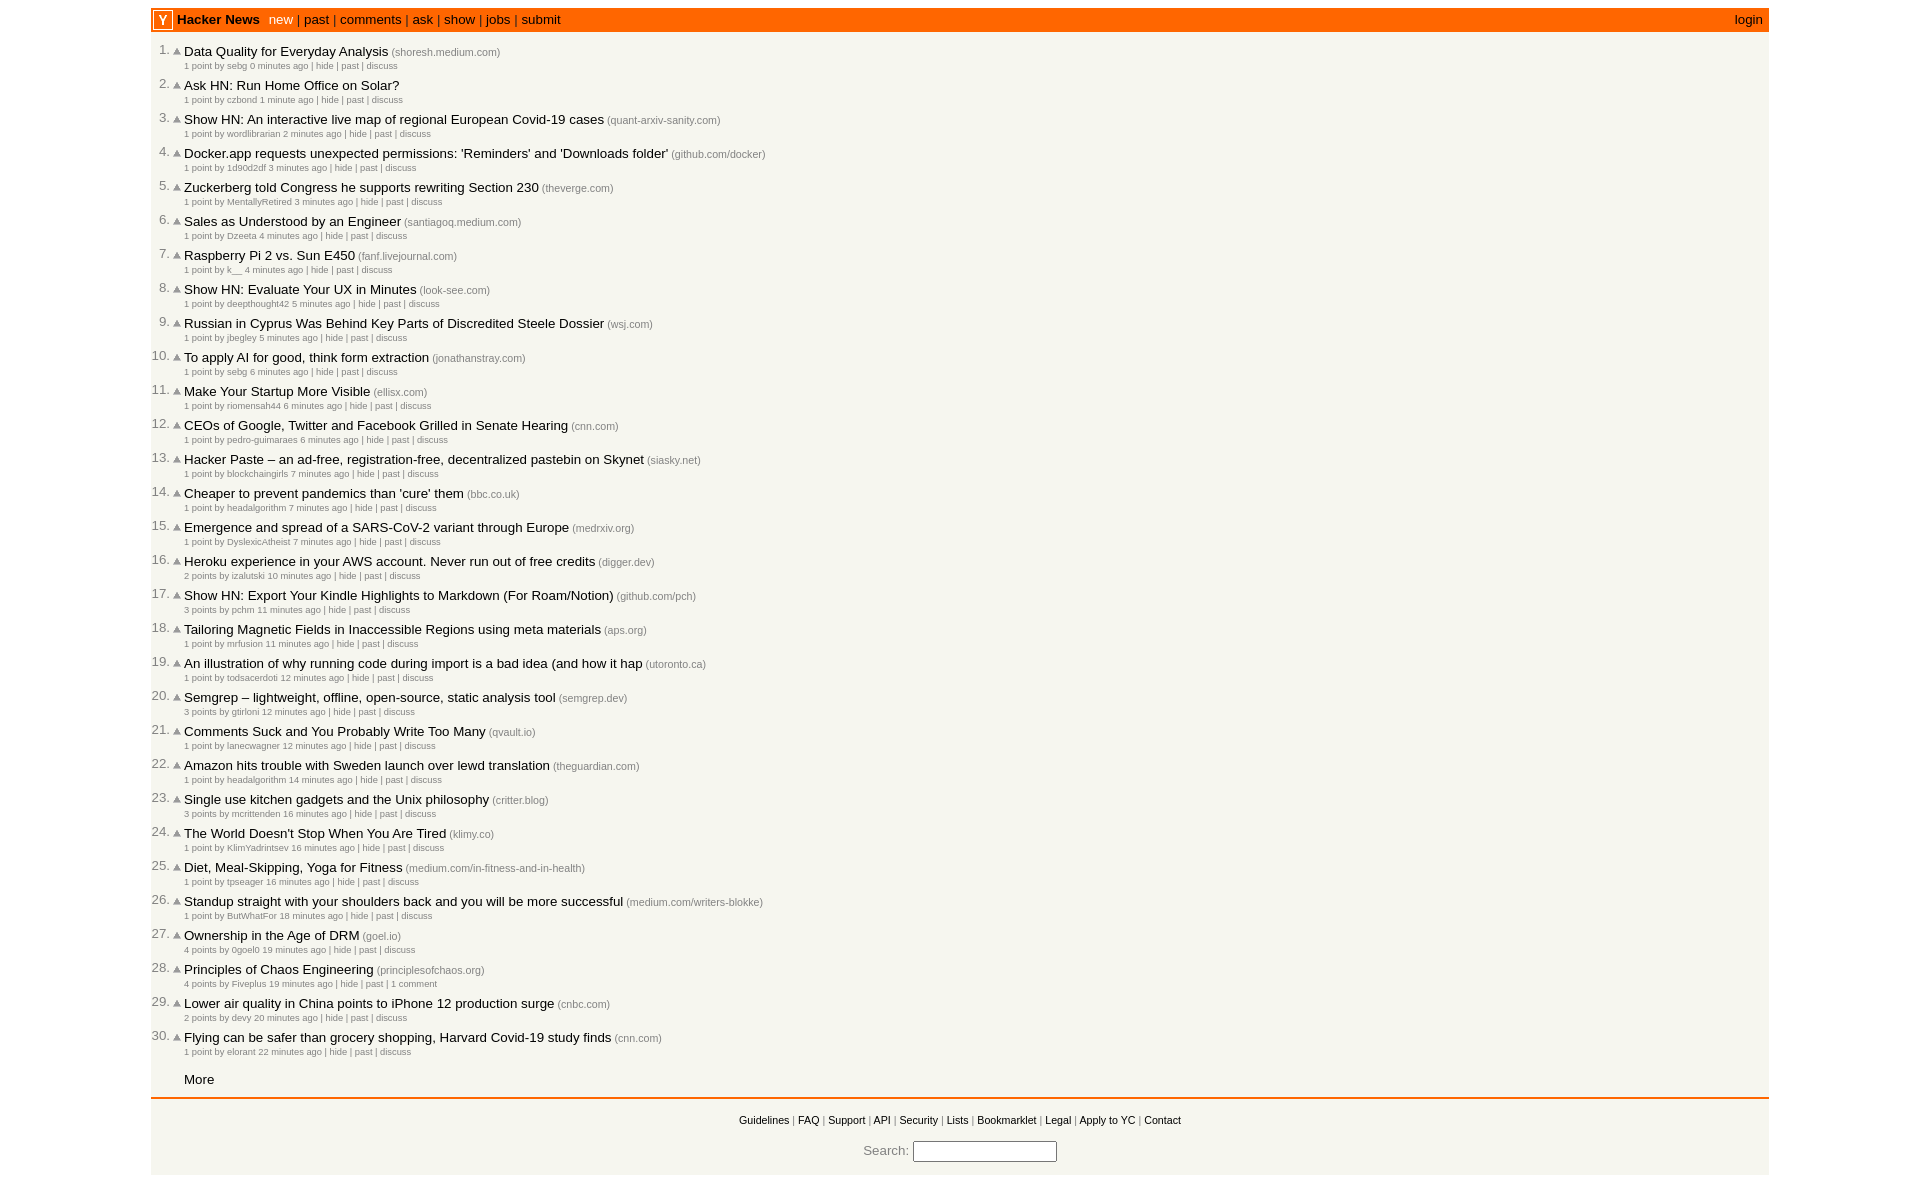 Y Hacker News new | past | comments | ask | show | jobs | submit login
1. Data Quality for Everyday Analysis (shoresh.medium.com)
1 point by sebg 0 minutes ago | hide | past | discuss
2. Ask HN: Run Home Office on Solar?
1 point by czbond 1 minute ago | hide | past | discuss
3. Show HN: An interactive live map of regional European Covid-19 cases (quant-arxiv-sanity.com)
1 point by wordlibrarian 2 minutes ago | hide | past | discuss
4. Docker.app requests unexpected permissions: 'Reminders' and 'Downloads folder' (github.com/docker)
1 point by 1d90d2df 3 minutes ago | hide | past | discuss
5. Zuckerberg told Congress he supports rewriting Section 230 (theverge.com)
1 point by MentallyRetired 3 minutes ago | hide | past | discuss
6. Sales as Understood by an Engineer (santiagoq.medium.com)
1 point by Dzeeta 4 minutes ago | hide | past | discuss
7. Raspberry Pi 2 vs. Sun E450 (fanf.livejournal.com)
1 point by k__ 4 minutes ago | hide | past | discuss
8. Show HN: Evaluate Your UX in Minutes (look-see.com)
1 point by deepthought42 5 minutes ago | hide | past | discuss
9. Russian in Cyprus Was Behind Key Parts of Discredited Steele Dossier (wsj.com)
1 point by jbegley 5 minutes ago | hide | past | discuss
10. To apply AI for good, think form extraction (jonathanstray.com)
1 point by sebg 6 minutes ago | hide | past | discuss
11. Make Your Startup More Visible (ellisx.com)
1 point by riomensah44 6 minutes ago | hide | past | discuss
12. CEOs of Google, Twitter and Facebook Grilled in Senate Hearing (cnn.com)
1 point by pedro-guimaraes 6 minutes ago | hide | past | discuss
13. Hacker Paste – an ad-free, registration-free, decentralized pastebin on Skynet (siasky.net)
1 point by blockchaingirls 7 minutes ago | hide | past | discuss
14. Cheaper to prevent pandemics than 'cure' them (bbc.co.uk)
1 point by headalgorithm 7 minutes ago | hide | past | discuss
15. Emergence and spread of a SARS-CoV-2 variant through Europe (medrxiv.org)
1 point by DyslexicAtheist 7 minutes ago | hide | past | discuss
16. Heroku experience in your AWS account. Never run out of free credits (digger.dev)
2 points by izalutski 10 minutes ago | hide | past | discuss
17. Show HN: Export Your Kindle Highlights to Markdown (For Roam/Notion) (github.com/pch)
3 points by pchm 11 minutes ago | hide | past | discuss
18. Tailoring Magnetic Fields in Inaccessible Regions using meta materials (aps.org)
1 point by mrfusion 11 minutes ago | hide | past | discuss
19. An illustration of why running code during import is a bad idea (and how it hap (utoronto.ca)
1 point by todsacerdoti 12 minutes ago | hide | past | discuss
20. Semgrep – lightweight, offline, open-source, static analysis tool (semgrep.dev)
3 points by gtirloni 12 minutes ago | hide | past | discuss
21. Comments Suck and You Probably Write Too Many (qvault.io)
1 point by lanecwagner 12 minutes ago | hide | past | discuss
22. Amazon hits trouble with Sweden launch over lewd translation (theguardian.com)
1 point by headalgorithm 14 minutes ago | hide | past | discuss
23. Single use kitchen gadgets and the Unix philosophy (critter.blog)
3 points by mcrittenden 16 minutes ago | hide | past | discuss
24. The World Doesn't Stop When You Are Tired (klimy.co)
1 point by KlimYadrintsev 16 minutes ago | hide | past | discuss
25. Diet, Meal-Skipping, Yoga for Fitness (medium.com/in-fitness-and-in-health)
1 point by tpseager 16 minutes ago | hide | past | discuss
26. Standup straight with your shoulders back and you will be more successful (medium.com/writers-blokke)
1 point by ButWhatFor 18 minutes ago | hide | past | discuss
27. Ownership in the Age of DRM (goel.io)
4 points by 0goel0 19 minutes ago | hide | past | discuss
28. Principles of Chaos Engineering (principlesofchaos.org)
4 points by Fiveplus 19 minutes ago | hide | past | 1 comment
29. Lower air quality in China points to iPhone 12 production surge (cnbc.com)
2 points by devy 20 minutes ago | hide | past | discuss
30. Flying can be safer than grocery shopping, Harvard Covid-19 study finds (cnn.com)
1 point by elorant 22 minutes ago | hide | past | discuss
More
Guidelines | FAQ | Support | API | Security | Lists | Bookmarklet | Legal | Apply to YC | Contact
Search: